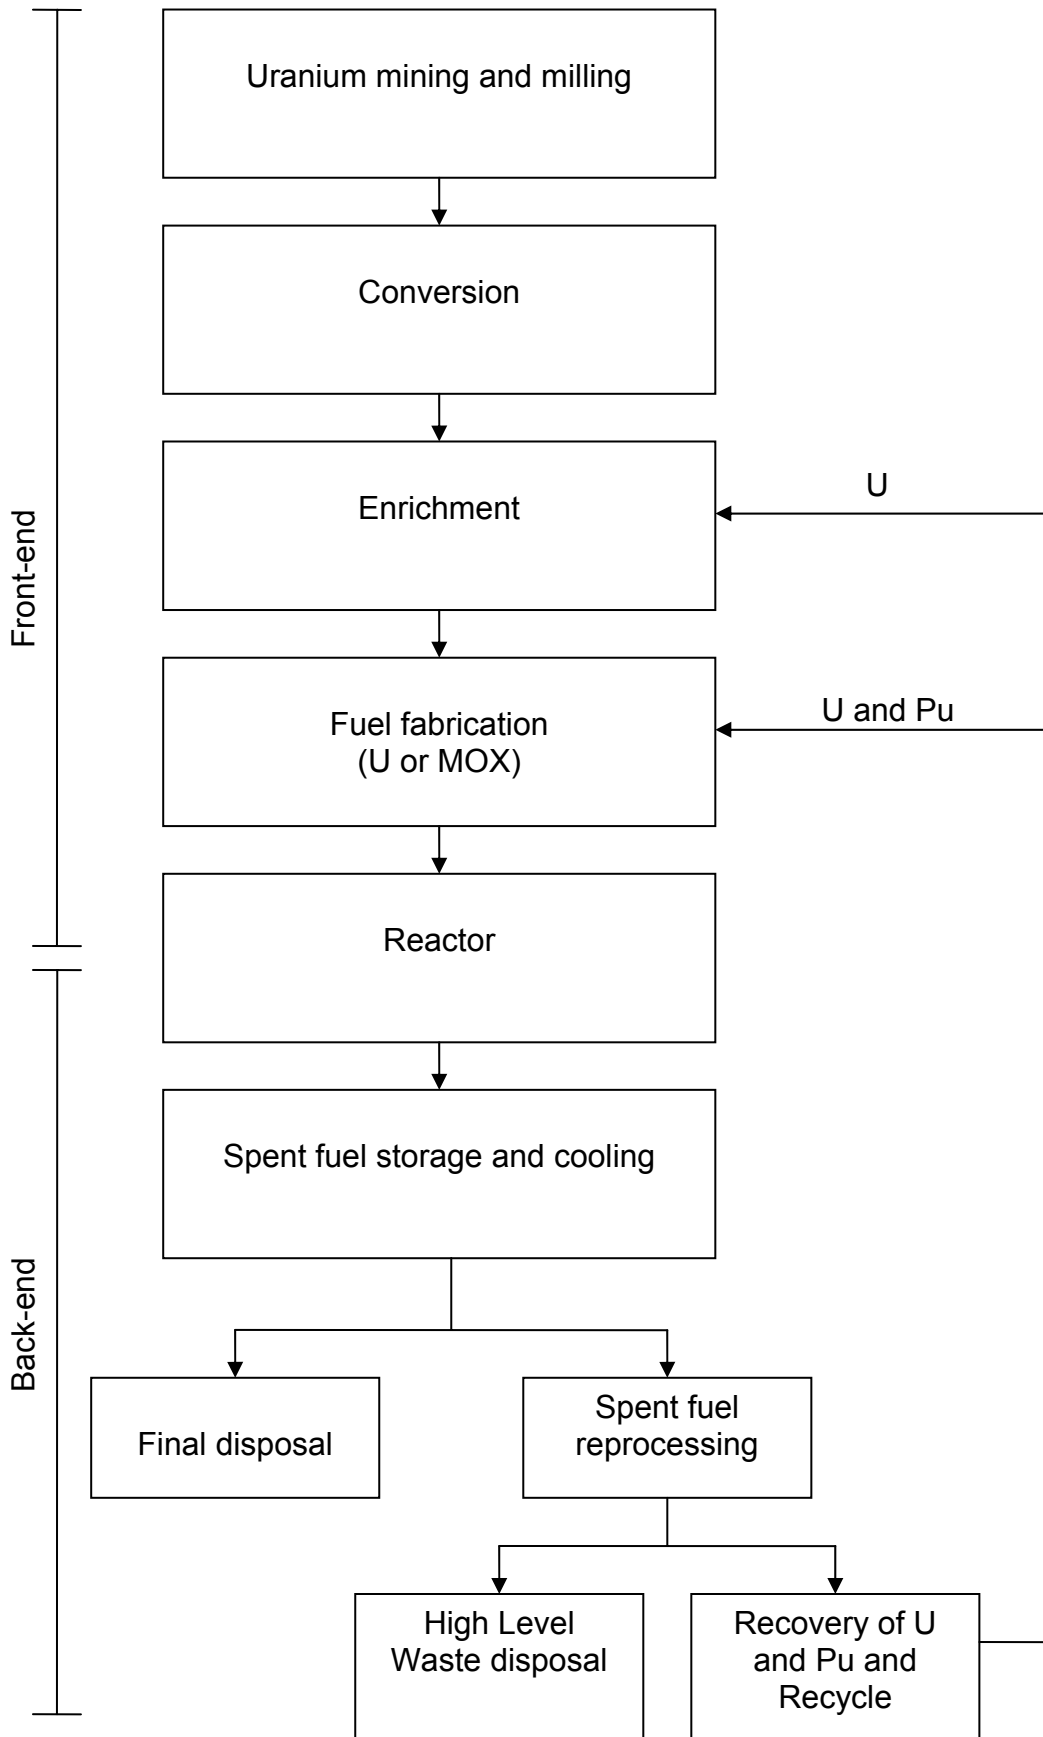 Uranium mining and milling
Conversion
Enrichment
U
Front-end
Fuel fabrication
(U or MOX)
U and Pu
Reactor
Spent fuel storage and cooling
Back-end
Final disposal
Spent fuel
reprocessing
High Level
Waste disposal
Recovery of U
and Pu and
Recycle